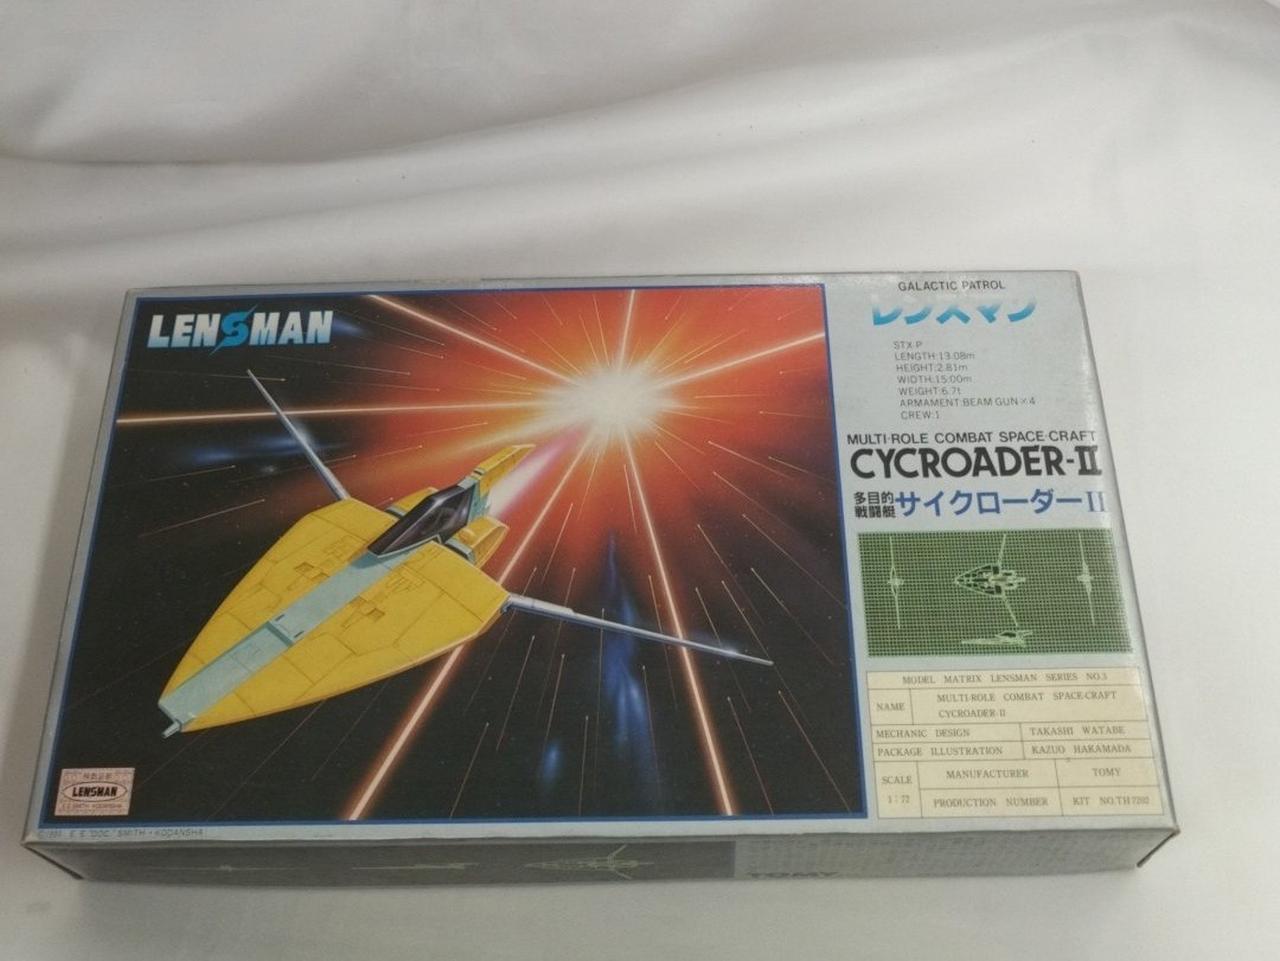 LENSMAN
GALACTIC PATROL
レンズマン
STX-P
LENGTH:13.08m
HEIGHT:2.81m
WIDTH:15.00m
WEIGHT:6.7t
ARMAMENT:BEAM GUN×4
CREW:1
MULTI-ROLE COMBAT SPACE-CRAFT
CYCROADER-II
多目的
戦闘艇
サイクローダーII
MODEL MATRIX LENSMAN SERIES NO.3
NAME
MULTI-ROLE COMBAT SPACE-CRAFT
CYCROADER-II
MECHANIC DESIGN
TAKASHI WATABE
PACKAGE ILLUSTRATION
KAZUO HAKAMADA
SCALE
1:72
MANUFACTURER
TOMY
PRODUCTION NUMBER
KIT NO.TH7202
LENSMAN
E.E."DOC." SMITH・KODANSHA
TOMY